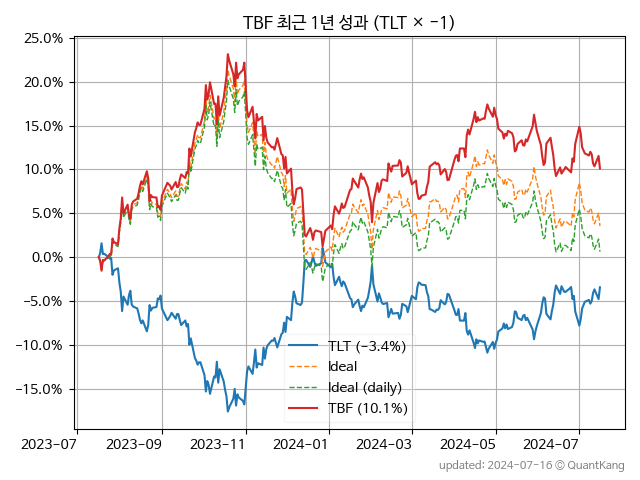 TBF 최근 1년 성과 (TLT × −1)
25.0%
20.0%
15.0%
10.0%
5.0%
0.0%
−5.0%
−10.0%
−15.0%
TLT (−3.4%)
Ideal
Ideal (daily)
TBF (10.1%)
2023-07 2023-09 2023-11 2024-01 2024-03 2024-05 2024-07
updated: 2024-07-16 © QuantKang